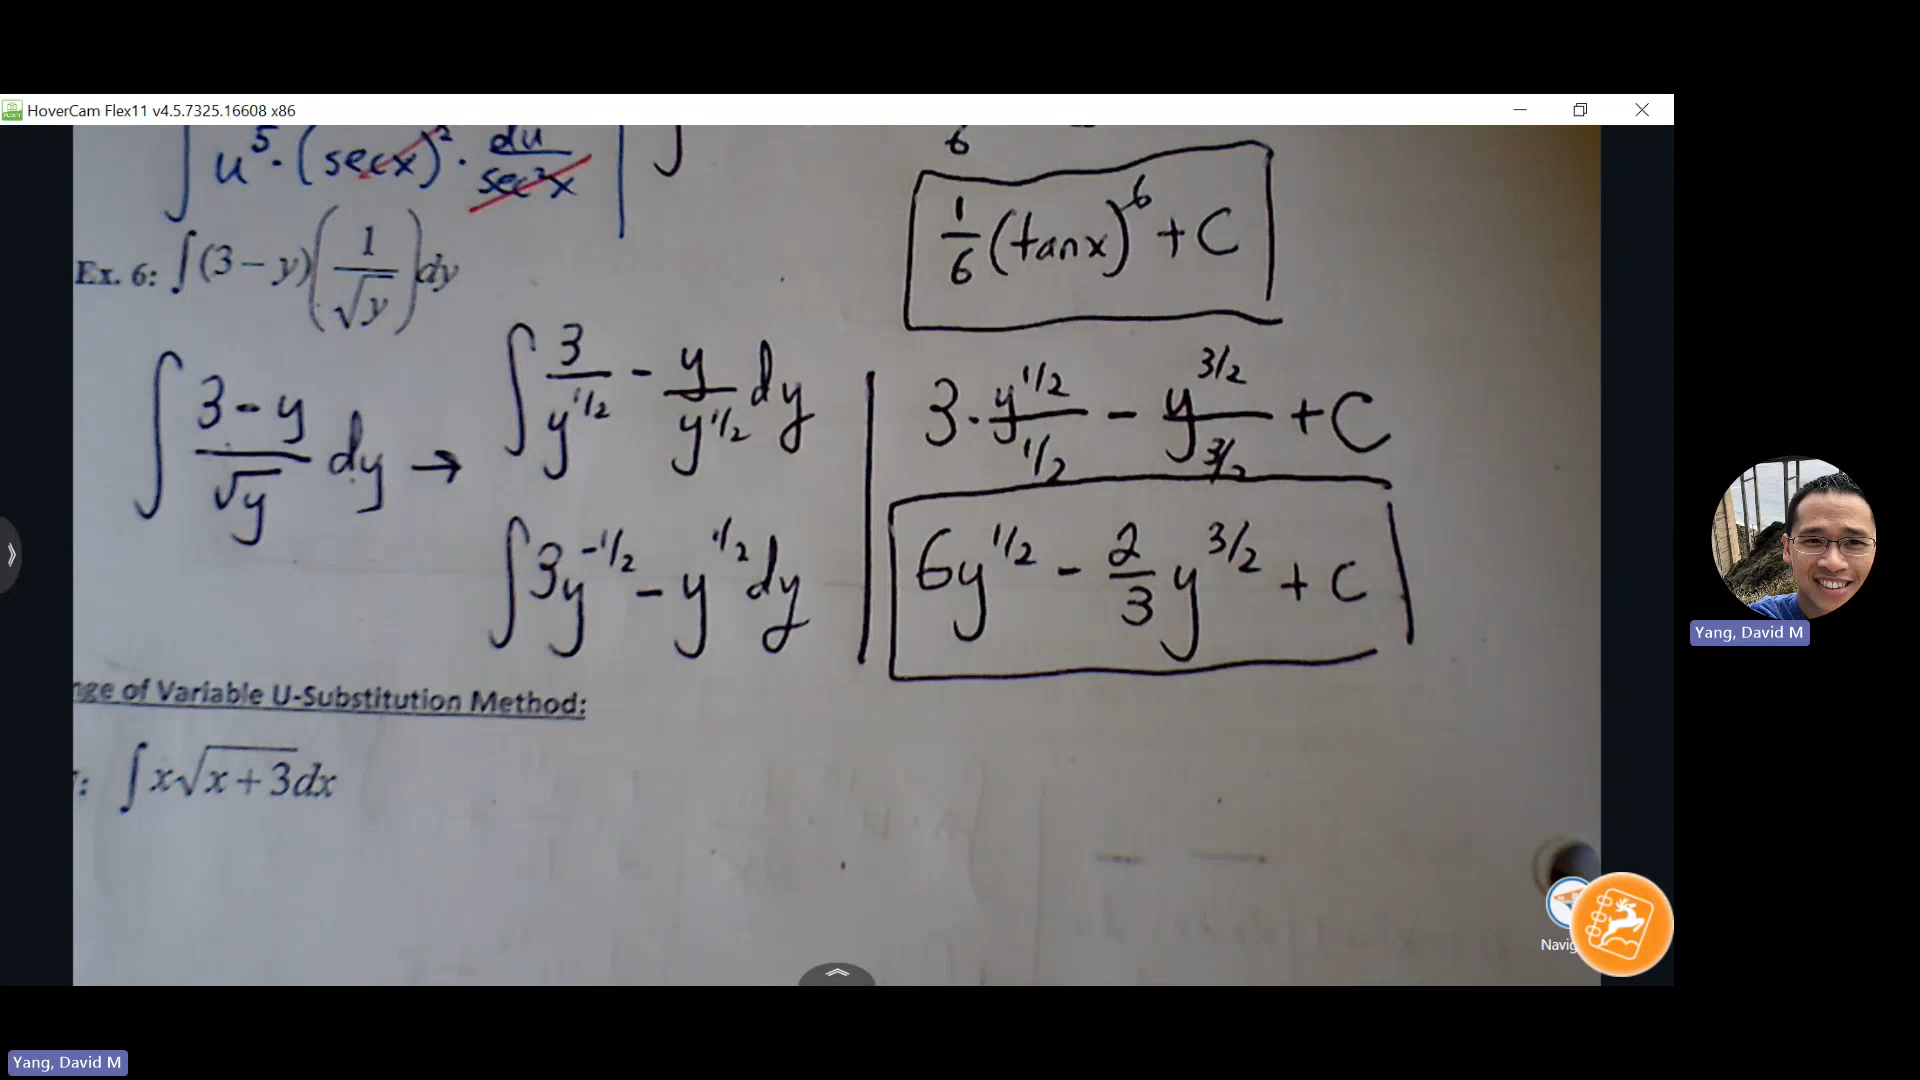 HoverCam Flex11 v4.5.7325.16608 x86
∫ u⁵ · (secx)² · du/sec²x
∫
6
1/6 (tanx)⁶ + C
Ex. 6: ∫(3 − y)(1/√y)dy
∫ (3 - y)/√y dy →
∫ 3/y^1/2 - y/y^1/2 dy
∫ 3y^-1/2 - y^1/2 dy
3 · y^1/2 / 1/2 - y^3/2 / 3/2 + C
6y^1/2 - 2/3 y^3/2 + C
nge of Variable U-Substitution Method:
: ∫ x√(x + 3)dx
Navig
Yang, David M
Yang, David M